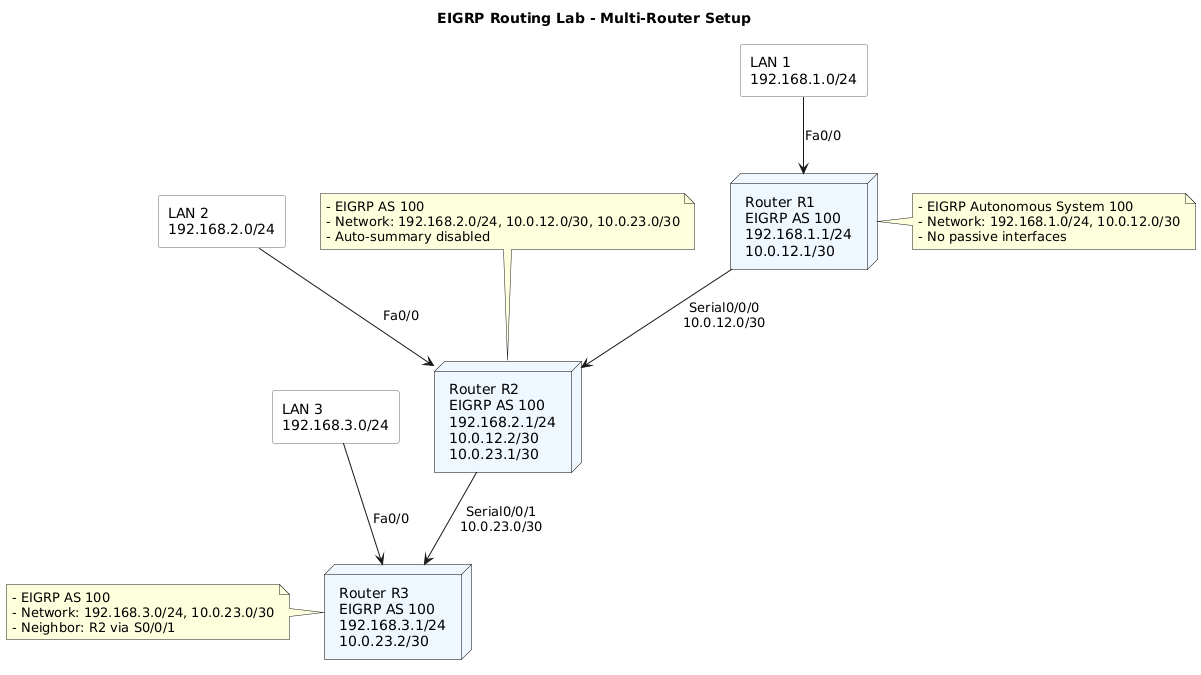 EIGRP Routing Lab - Multi-Router Setup
LAN 1
192.168.1.0/24
Fa0/0
Router R1
EIGRP AS 100
192.168.1.1/24
10.0.12.1/30
- EIGRP Autonomous System 100
- Network: 192.168.1.0/24, 10.0.12.0/30
- No passive interfaces
LAN 2
192.168.2.0/24
- EIGRP AS 100
- Network: 192.168.2.0/24, 10.0.12.0/30, 10.0.23.0/30
- Auto-summary disabled
Fa0/0
Serial0/0/0
10.0.12.0/30
Router R2
EIGRP AS 100
192.168.2.1/24
10.0.12.2/30
10.0.23.1/30
LAN 3
192.168.3.0/24
Fa0/0
Serial0/0/1
10.0.23.0/30
- EIGRP AS 100
- Network: 192.168.3.0/24, 10.0.23.0/30
- Neighbor: R2 via S0/0/1
Router R3
EIGRP AS 100
192.168.3.1/24
10.0.23.2/30